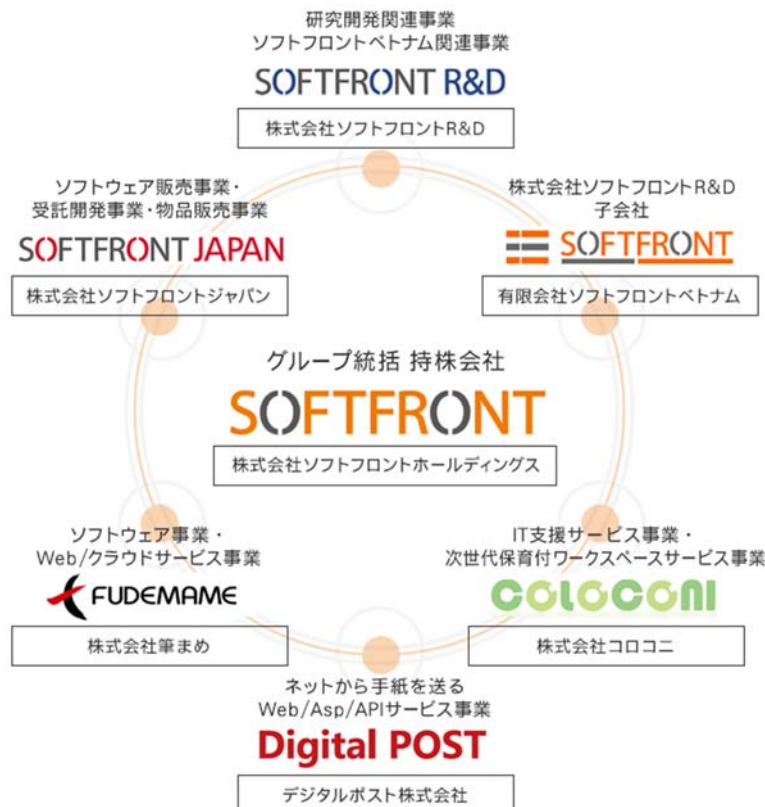 研究開発関連事業
ソフトフロントベトナム関連事業
SOFTFRONT R&D
株式会社ソフトフロントR&D
ソフトウェア販売事業・
受託開発事業・物品販売事業
SOFTFRONT JAPAN
株式会社ソフトフロントジャパン
株式会社ソフトフロントR&D
子会社
SOFTFRONT
有限会社ソフトフロントベトナム
グループ統括 持株会社
SOFTFRONT
株式会社ソフトフロントホールディングス
ソフトウェア事業・
Web/クラウドサービス事業
FUDEMAME
株式会社筆まめ
IT支援サービス事業・
次世代保育付ワークスペースサービス事業
COLOCONI
株式会社コロコニ
ネットから手紙を送る
Web/Asp/APIサービス事業
Digital POST
デジタルポスト株式会社